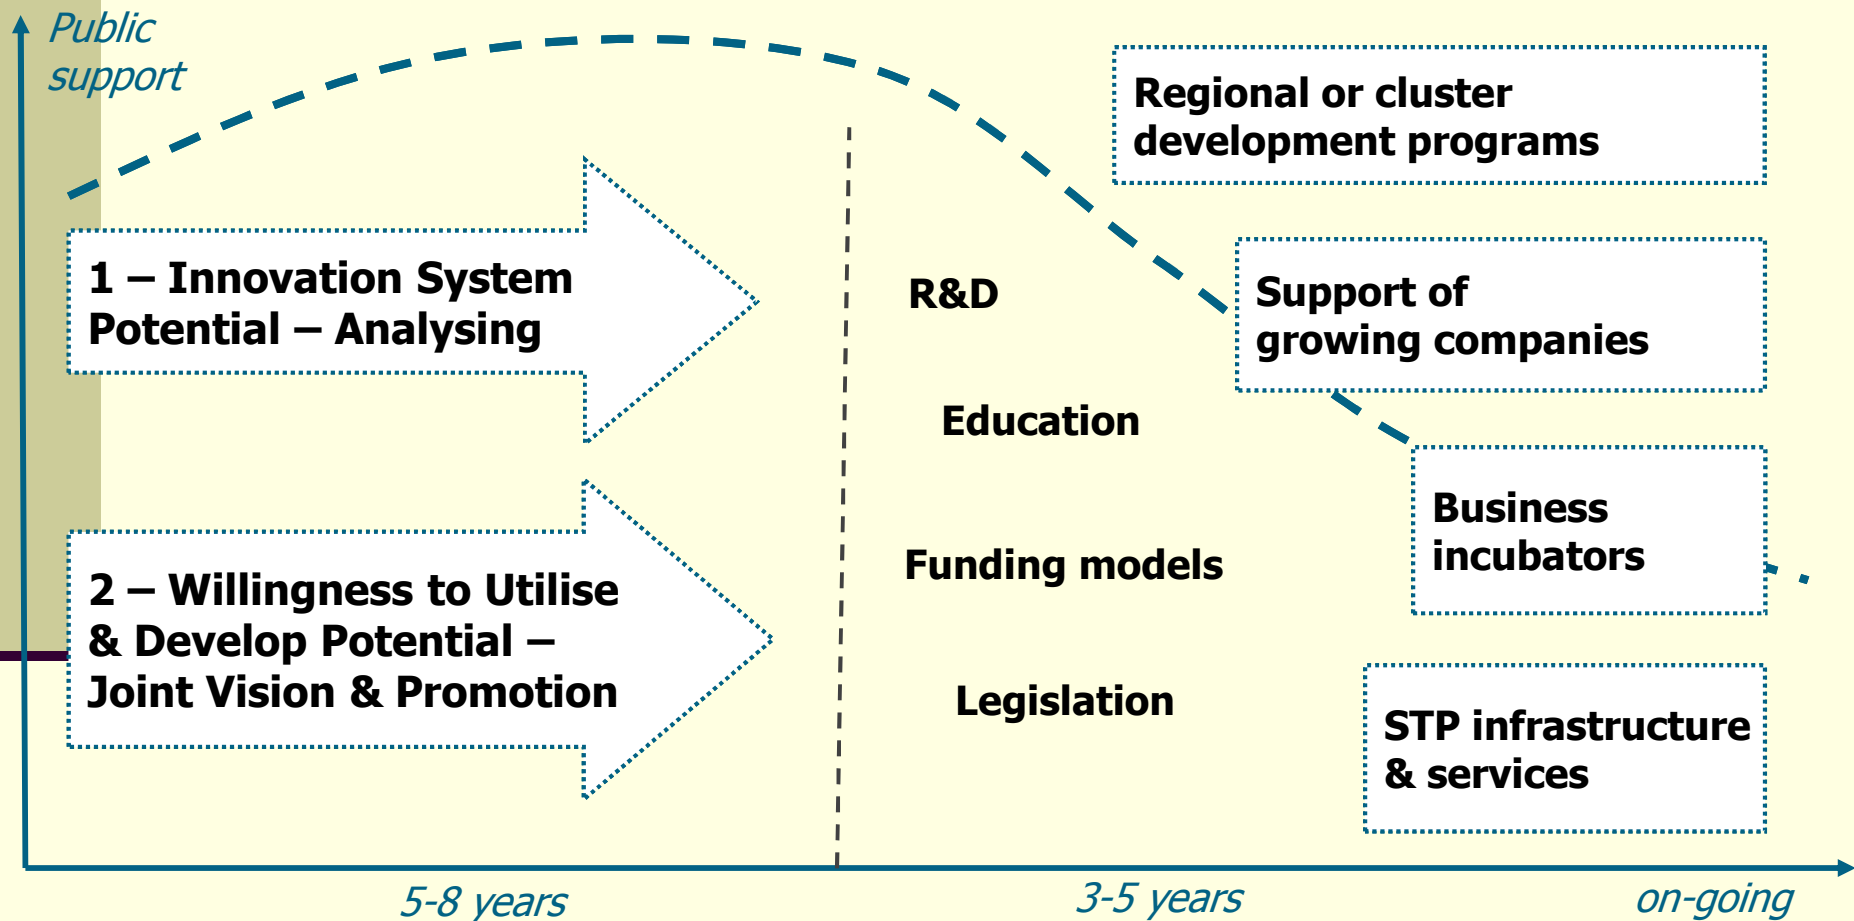 Public
support
1 – Innovation System
Potential – Analysing
2 – Willingness to Utilise
& Develop Potential –
Joint Vision & Promotion
R&D
Education
Funding models
Legislation
Regional or cluster
development programs
Support of
growing companies
Business
incubators
STP infrastructure
& services
5-8 years
3-5 years
on-going